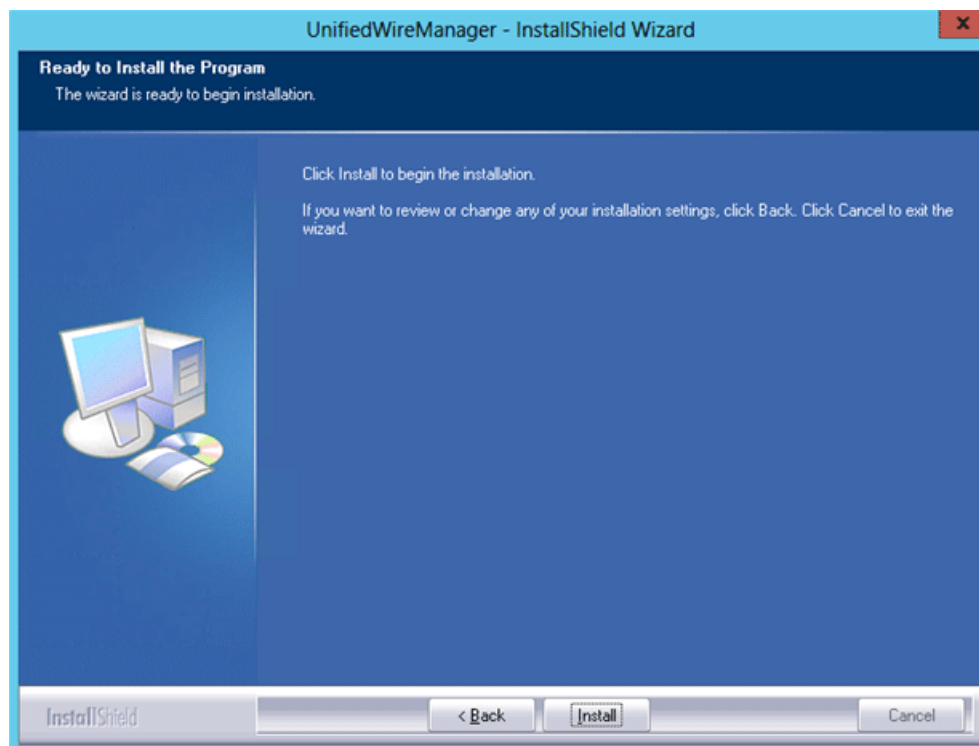 UnifiedWireManager - InstallShield Wizard
Ready to Install the Program
The wizard is ready to begin installation.
Click Install to begin the installation.
If you want to review or change any of your installation settings, click Back. Click Cancel to exit the
wizard.
InstallShield
< Back Install Cancel